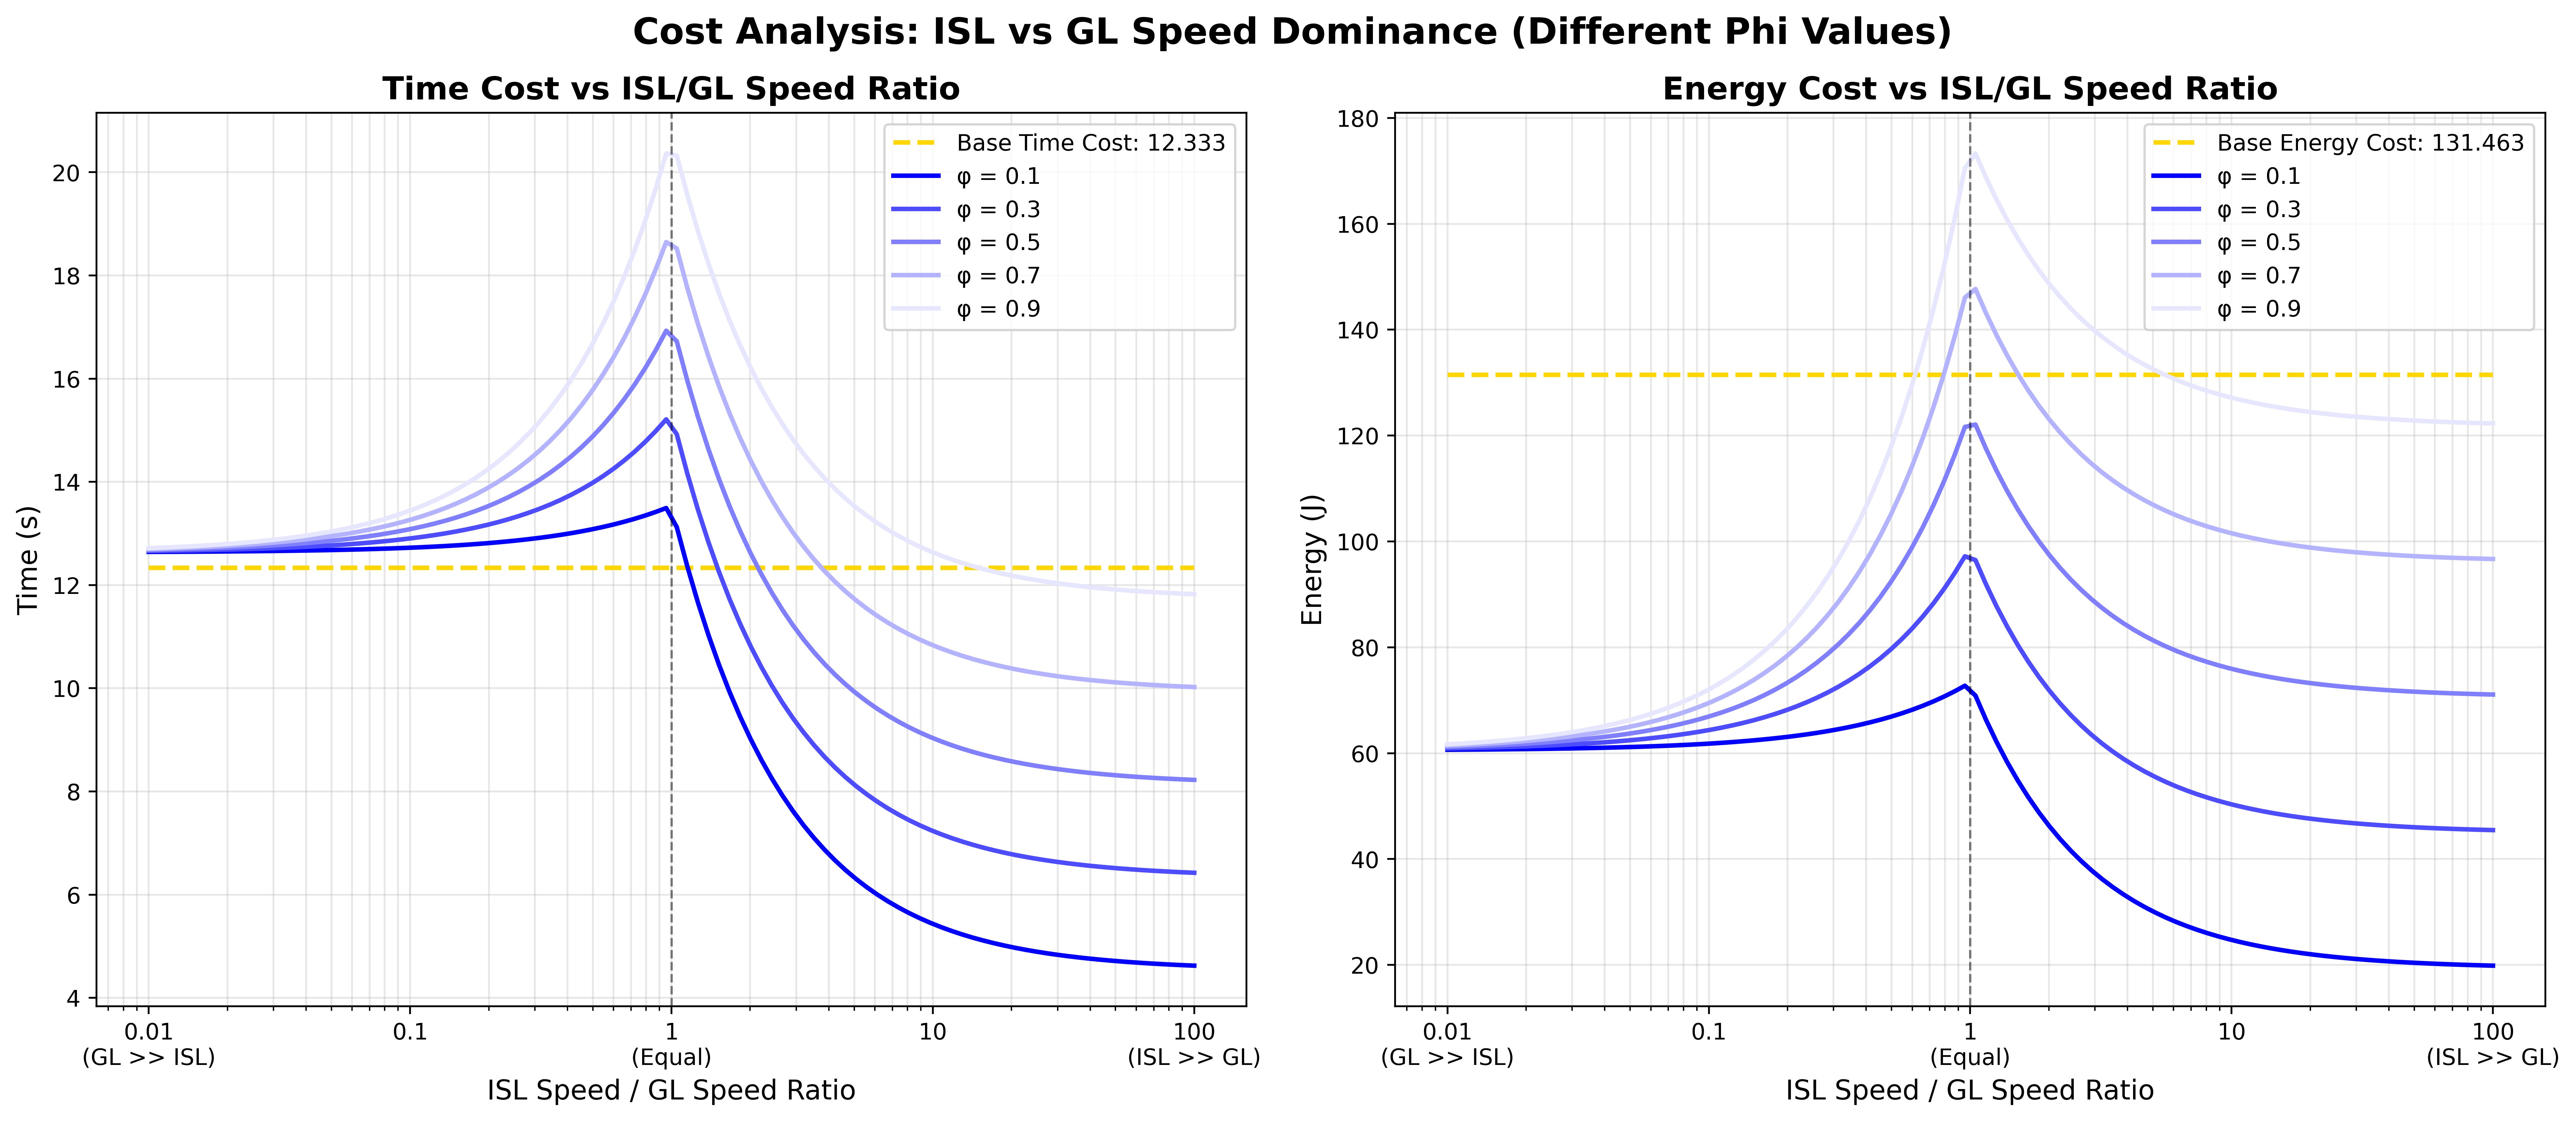 Cost Analysis: ISL vs GL Speed Dominance (Different Phi Values)
Time Cost vs ISL/GL Speed Ratio
Base Time Cost: 12.333
φ = 0.1
φ = 0.3
φ = 0.5
φ = 0.7
φ = 0.9
Time (s)
20
18
16
14
12
10
8
6
4
0.01
(GL >> ISL)
0.1
1
(Equal)
10
100
(ISL >> GL)
ISL Speed / GL Speed Ratio
Energy Cost vs ISL/GL Speed Ratio
Base Energy Cost: 131.463
φ = 0.1
φ = 0.3
φ = 0.5
φ = 0.7
φ = 0.9
Energy (J)
180
160
140
120
100
80
60
40
20
0.01
(GL >> ISL)
0.1
1
(Equal)
10
100
(ISL >> GL)
ISL Speed / GL Speed Ratio